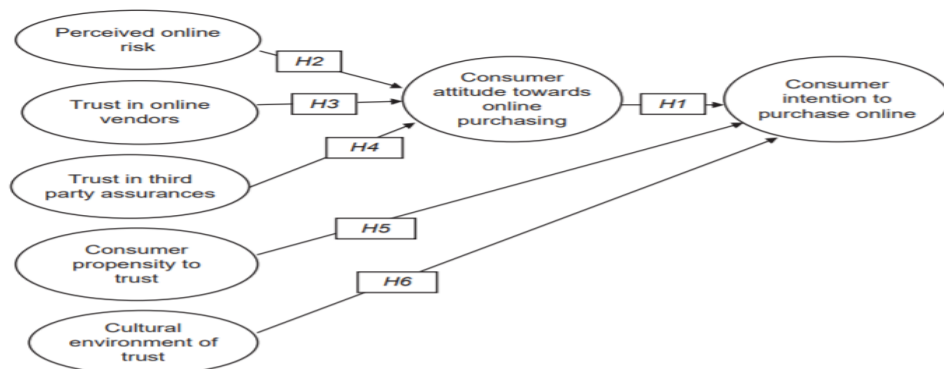 Perceived online
risk
H2
Trust in online
vendors
H3
Trust in third
party assurances
H4
Consumer
attitude towards
online
purchasing
H1
Consumer
intention to
purchase online
Consumer
propensity to
trust
H5
Cultural
environment of
trust
H6